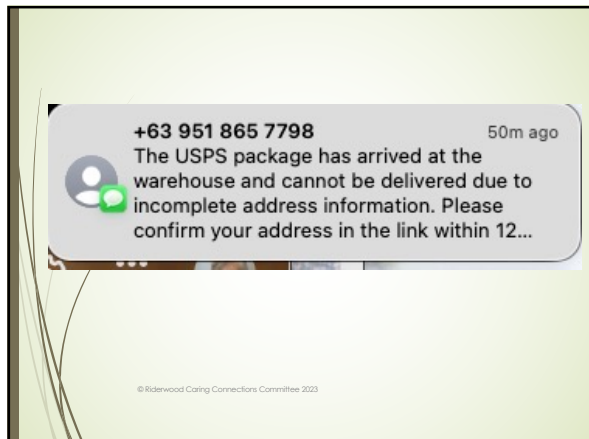 +63 951 865 7798
50m ago
The USPS package has arrived at the
warehouse and cannot be delivered due to
incomplete address information. Please
confirm your address in the link within 12...
© Riderwood Caring Connections Committee 2023